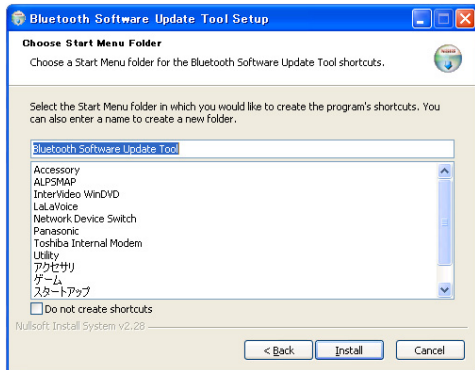 Bluetooth Software Update Tool Setup
Choose Start Menu Folder
Choose a Start Menu folder for the Bluetooth Software Update Tool shortcuts.
Select the Start Menu folder in which you would like to create the program's shortcuts. You
can also enter a name to create a new folder.
Bluetooth Software Update Tool
Accessory
ALPSMAP
InterVideo WinDVD
LaLaVoice
Network Device Switch
Panasonic
Toshiba Internal Modem
Utility
アクセサリ
ゲーム
スタートアップ
Do not create shortcuts
Nullsoft Install System v2.28
< Back
Install
Cancel